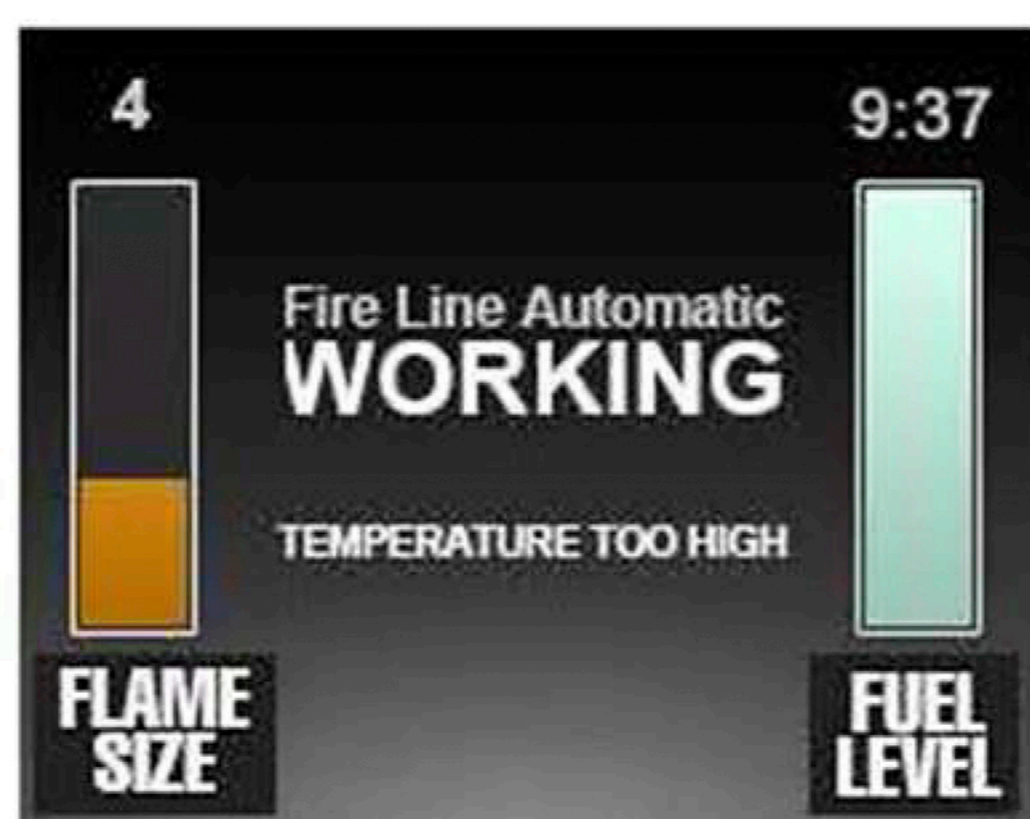 4
9:37
Fire Line Automatic
WORKING
TEMPERATURE TOO HIGH
FLAME
SIZE
FUEL
LEVEL